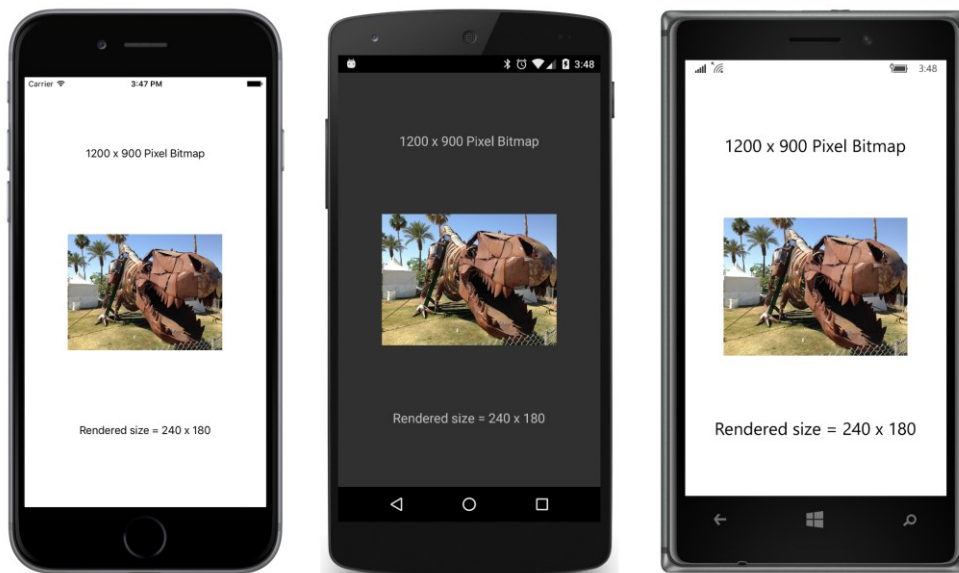 Carrier 3:47 PM
1200 x 900 Pixel Bitmap
Rendered size = 240 x 180
3:48
1200 x 900 Pixel Bitmap
Rendered size = 240 x 180
3:48
1200 x 900 Pixel Bitmap
Rendered size = 240 x 180